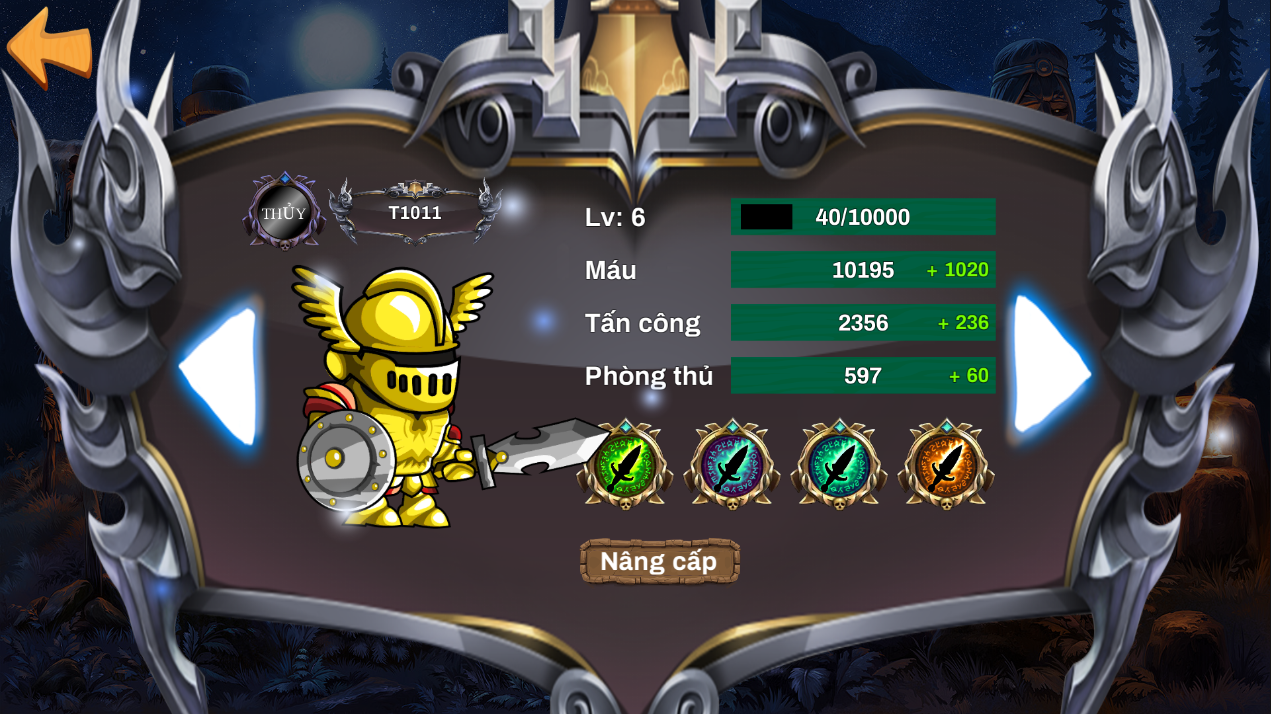 THỦY
T1011
Lv: 6
40/10000
Máu
10195 + 1020
Tấn công
2356 + 236
Phòng thủ
597 + 60
Nâng cấp